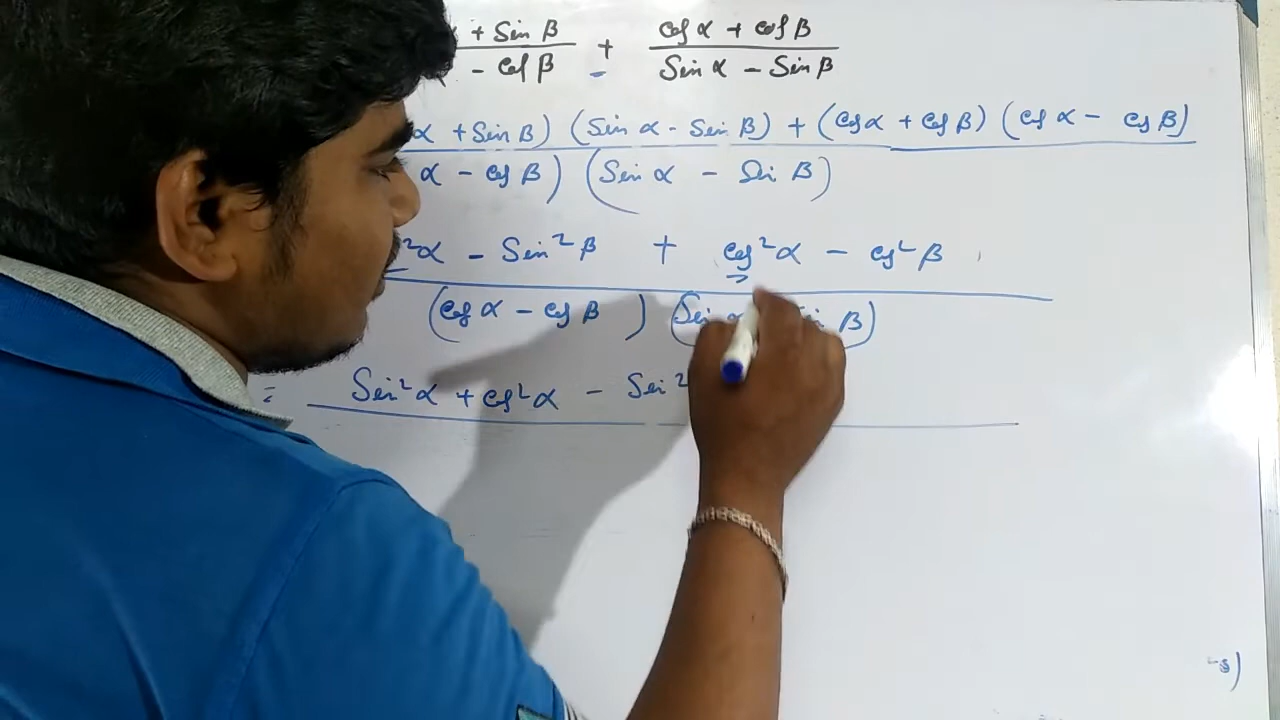 + Sin β / - Cos β + Cos α + Cos β / Sin α - Sin β
α + Sin β) (Sin α - Sin β) + (Cos α + Cos β) (Cos α - Cos β)
α - Cos β) (Sin α - Sin β)
²α - Sin²β + Cos²α - Cos²β
(Cos α - Cos β) (Sin β)
= Sin²α + Cos²α - Sin²